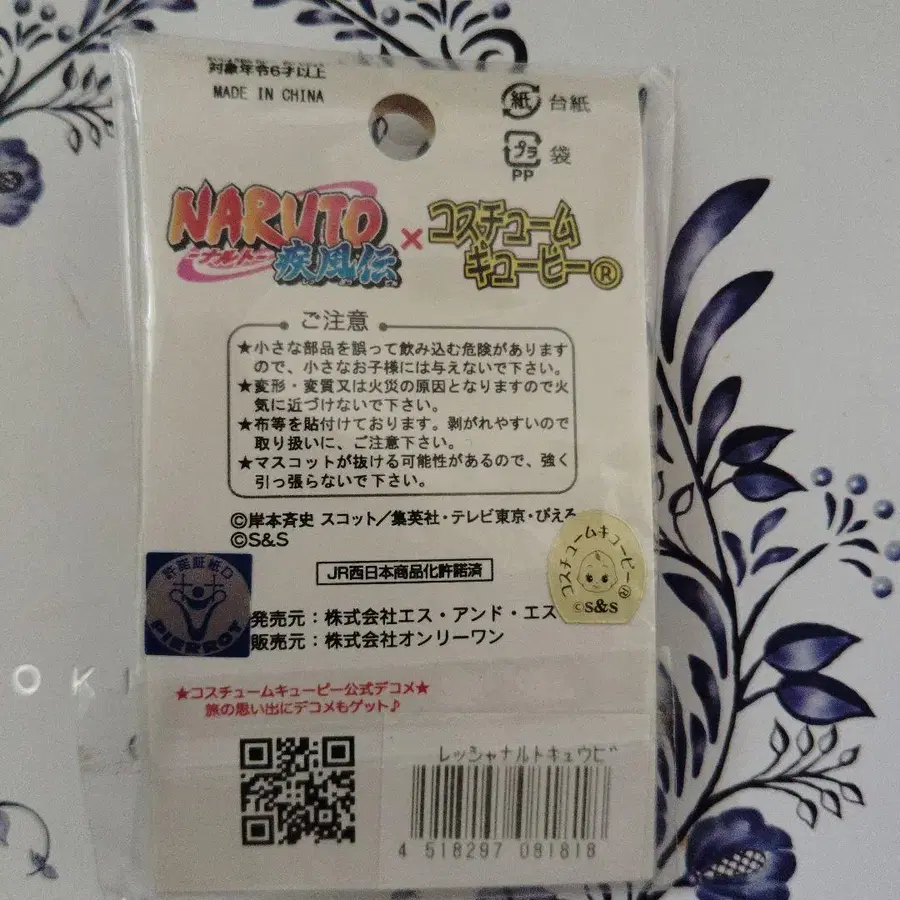 対象年令6才以上
MADE IN CHINA
紙 台紙
プラ 袋
PP
NARUTO
-ナルト-
疾風伝
×
コスチューム
キューピー®
ご注意
★小さな部品を誤って飲み込む危険があります
ので、小さなお子様には与えないで下さい。
★変形・変質又は火災の原因となりますので火
気に近づけないで下さい。
★布等を貼付けております。剥がれやすいので
取り扱いに、ご注意下さい。
★マスコットが抜ける可能性があるので、強く
引っ張らないで下さい。
©岸本斉史 スコット／集英社・テレビ東京・ぴえろ
©S&S
コスチュームキューピー®
©S&S
JR西日本商品化許諾済
許諾証紙
PIERROT
発売元：株式会社エス・アンド・エス
販売元：株式会社オンリーワン
OKI
★コスチュームキューピー公式デコメ★
旅の思い出にデコメもゲット♪
レッシャナルトキュウビ
4 518297 081818